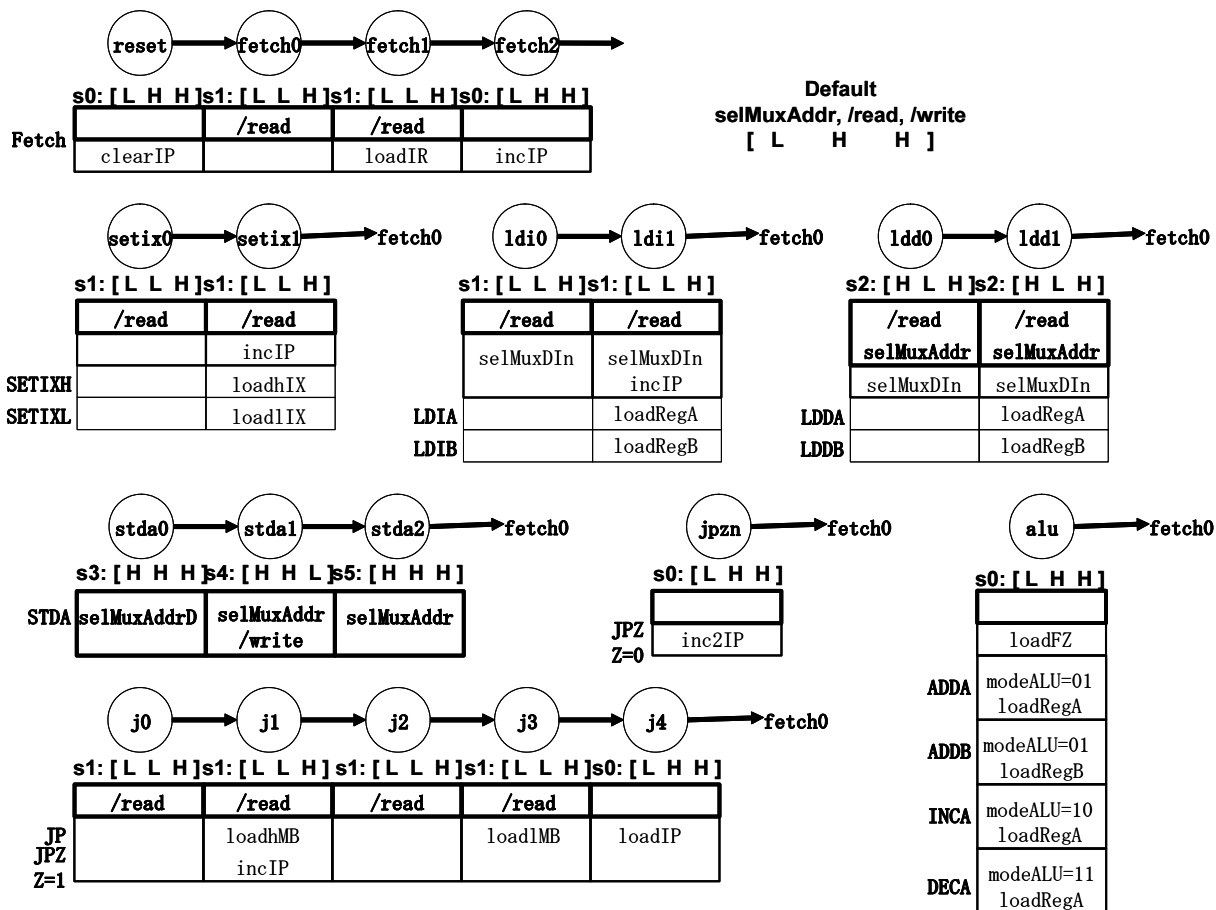 reset fetch0 fetch1 fetch2
s0: [ L H H ] s1: [ L L H ] s1: [ L L H ] s0: [ L H H ]
/read /read
Fetch clearIP loadIR incIP
Default
selMuxAddr, /read, /write
[ L H H ]
setix0 setix1 fetch0
s1: [ L L H ] s1: [ L L H ]
/read /read
incIP
SETIXH loadhIX
SETIXL loadlIX
ldi0 ldi1 fetch0
s1: [ L L H ] s1: [ L L H ]
/read /read
selMuxDIn selMuxDIn
incIP
LDIA loadRegA
LDIB loadRegB
ldd0 ldd1 fetch0
s2: [ H L H ] s2: [ H L H ]
/read /read
selMuxAddr selMuxAddr
selMuxDIn selMuxDIn
LDDA loadRegA
LDDB loadRegB
stda0 stda1 stda2 fetch0
s3: [ H H H ] s4: [ H H L ] s5: [ H H H ]
STDA selMuxAddrD selMuxAddr selMuxAddr
/write
jpzn fetch0
s0: [ L H H ]
JPZ inc2IP
Z=0
alu fetch0
s0: [ L H H ]
loadFZ
ADDA modeALU=01
loadRegA
ADDB modeALU=01
loadRegB
INCA modeALU=10
loadRegA
DECA modeALU=11
loadRegA
j0 j1 j2 j3 j4 fetch0
s1: [ L L H ] s1: [ L L H ] s1: [ L L H ] s1: [ L L H ] s0: [ L H H ]
/read /read /read /read
JP loadhMB loadlMB loadIP
JPZ incIP
Z=1